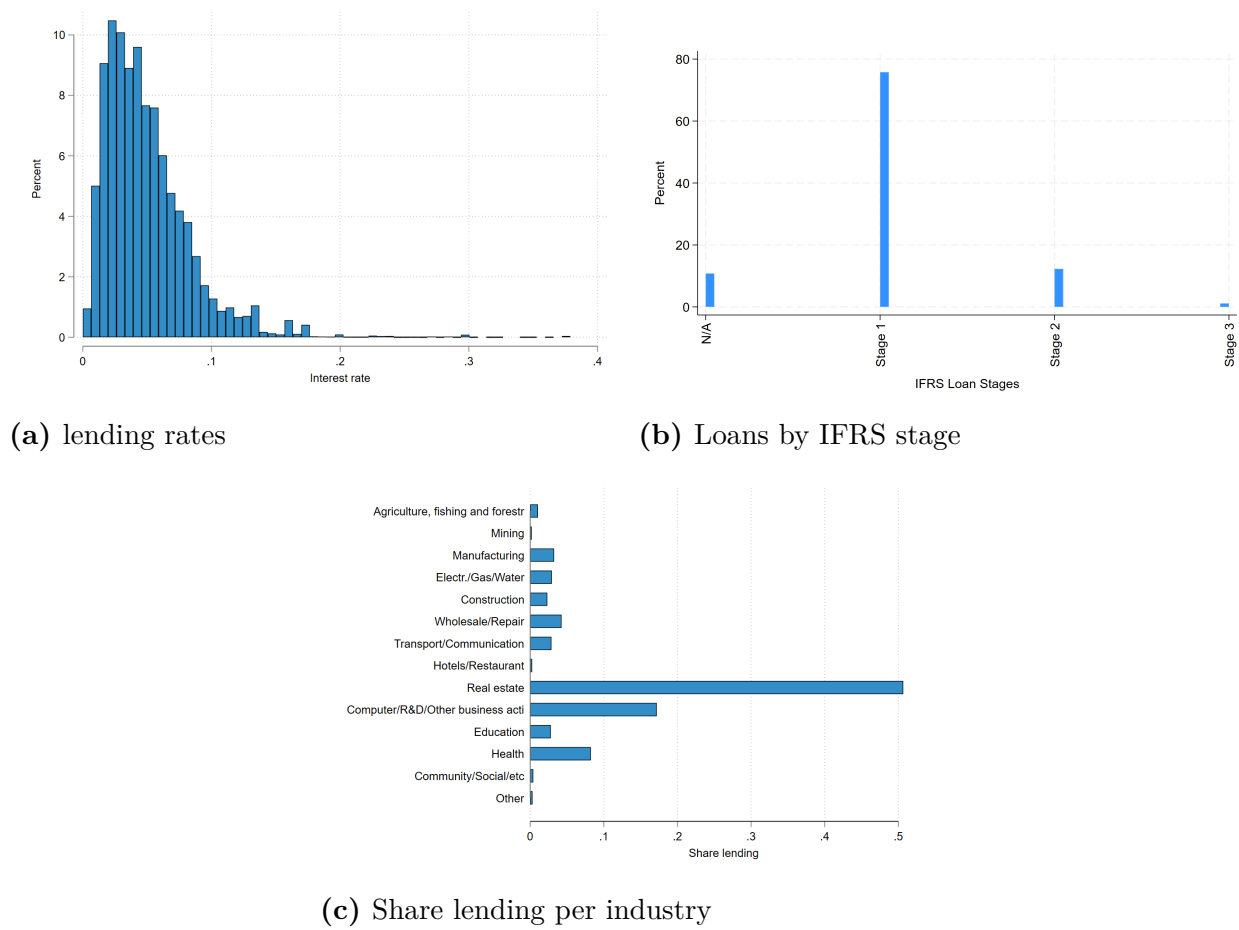 10
8
6
4
2
0
Percent
0
.1
.2
.3
.4
Interest rate
(a) lending rates
80
60
40
20
0
Percent
N/A
Stage 1
Stage 2
Stage 3
IFRS Loan Stages
(b) Loans by IFRS stage
Agriculture, fishing and forestr
Mining
Manufacturing
Electr./Gas/Water
Construction
Wholesale/Repair
Transport/Communication
Hotels/Restaurant
Real estate
Computer/R&D/Other business acti
Education
Health
Community/Social/etc
Other
0
.1
.2
.3
.4
.5
Share lending
(c) Share lending per industry